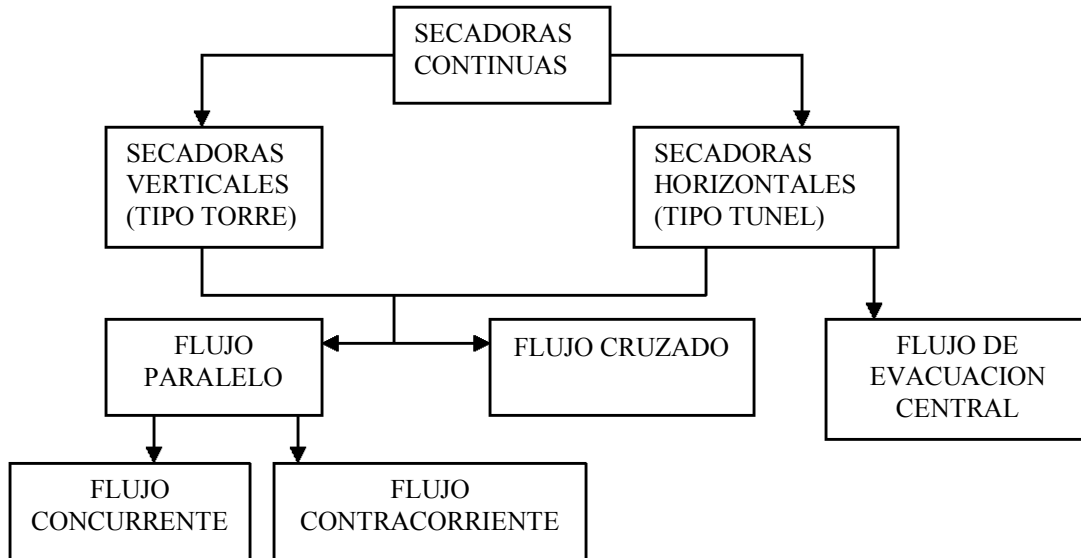 SECADORAS
CONTINUAS
SECADORAS
VERTICALES
(TIPO TORRE)
SECADORAS
HORIZONTALES
(TIPO TUNEL)
FLUJO
PARALELO
FLUJO CRUZADO
FLUJO DE
EVACUACION
CENTRAL
FLUJO
CONCURRENTE
FLUJO
CONTRACORRIENTE